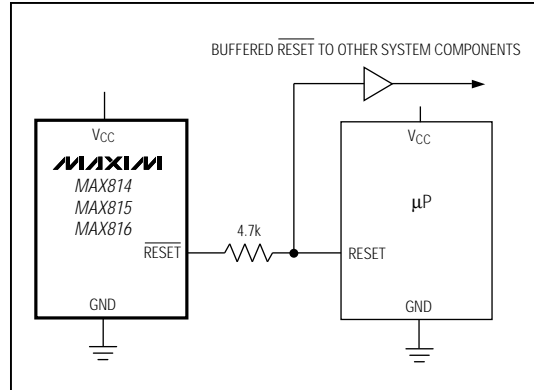 BUFFERED RESET TO OTHER SYSTEM COMPONENTS
VCC
MAXIM
MAX814
MAX815
MAX816
RESET
GND
4.7k
VCC
μP
RESET
GND